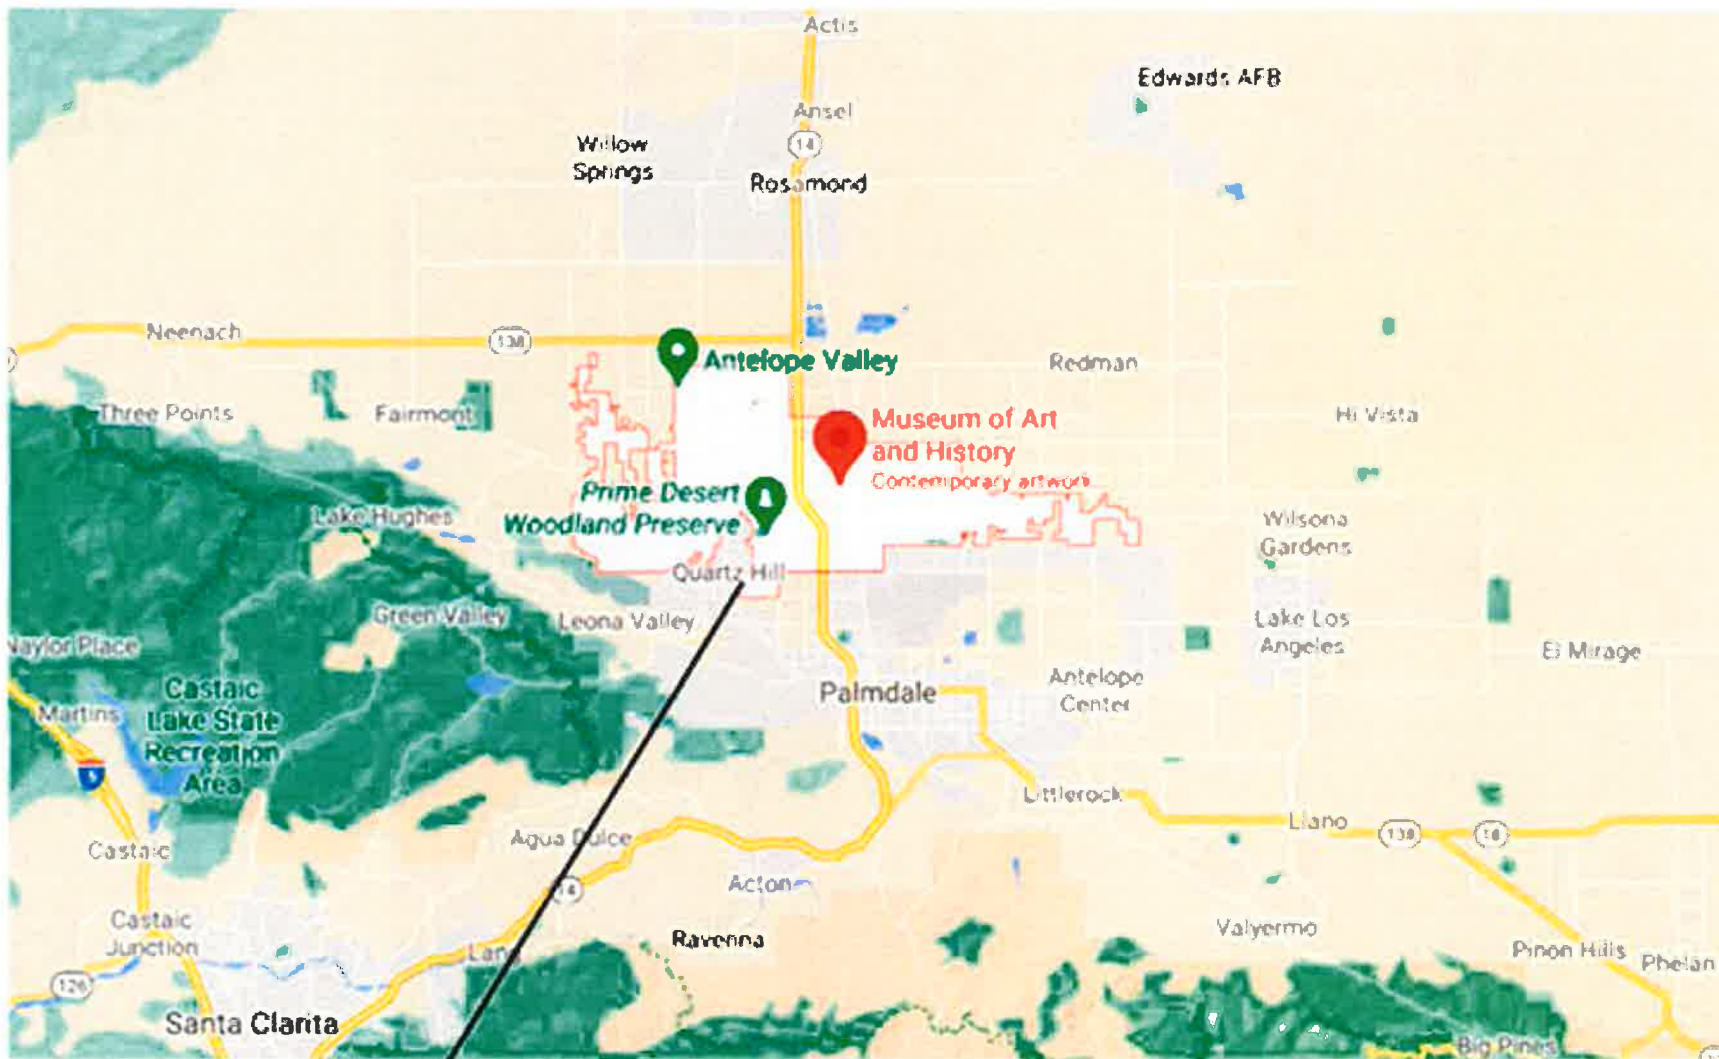 Actis
Edwards AFB
Ansel
Willow
Springs
14
Rosamond
Neenach
138
Antelope Valley
Redman
Three Points
Fairmont
Museum of Art
and History
Contemporary artwork
Hi Vista
Prime Desert
Woodland Preserve
Lake Hughes
Wilsona
Gardens
Quartz Hill
Green Valley
Leona Valley
Lake Los
Angeles
Naylor Place
El Mirage
Castaic
Lake State
Recreation
Area
Martins
Palmdale
Antelope
Center
5
Littlerock
Llano
138
18
Agua Dulce
Castaic
14
Acton
Castaic
Junction
Ravenna
Valyermo
Lang
Pinon Hills
Phelan
126
Santa Clarita
Big Pines